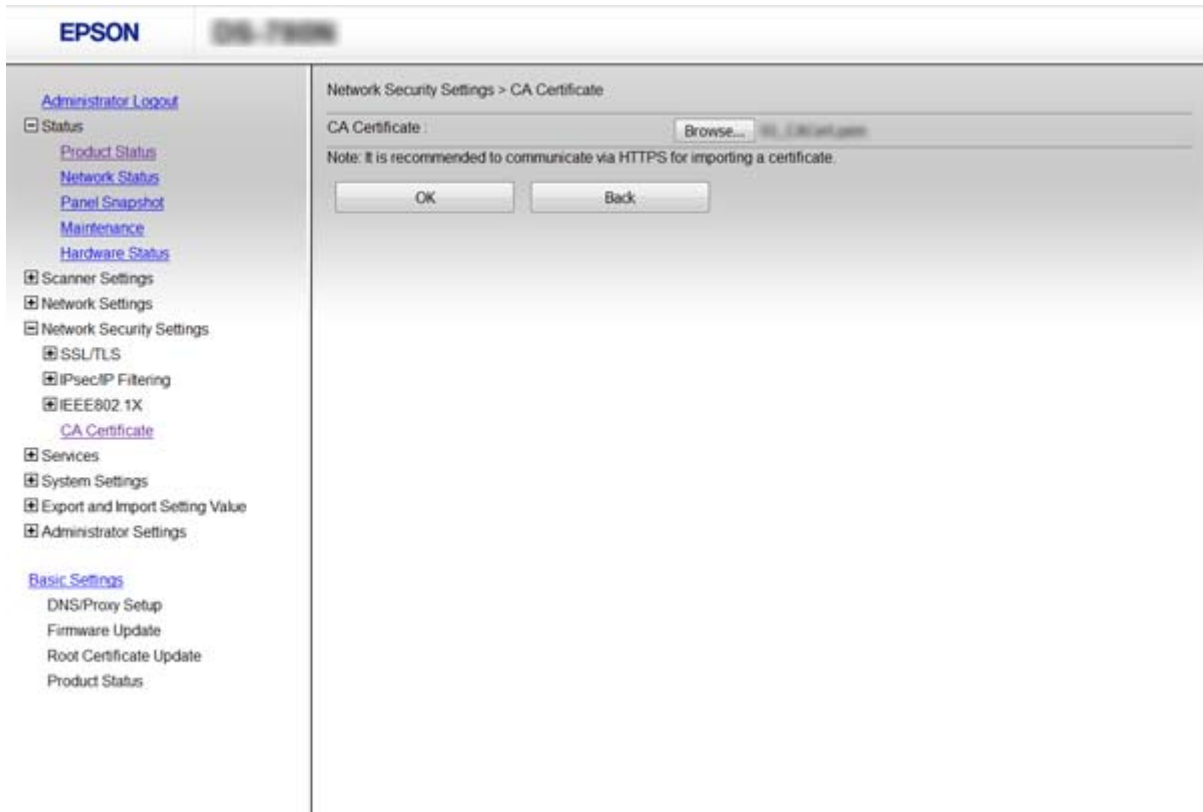 EPSON
Administrator Logout
Status
Product Status
Network Status
Panel Snapshot
Maintenance
Hardware Status
Scanner Settings
Network Settings
Network Security Settings
SSL/TLS
IPsec/IP Filtering
IEEE802.1X
CA Certificate
Services
System Settings
Export and Import Setting Value
Administrator Settings
Basic Settings
DNS/Proxy Setup
Firmware Update
Root Certificate Update
Product Status
Network Security Settings > CA Certificate
CA Certificate : Browse...
Note: It is recommended to communicate via HTTPS for importing a certificate.
OK Back